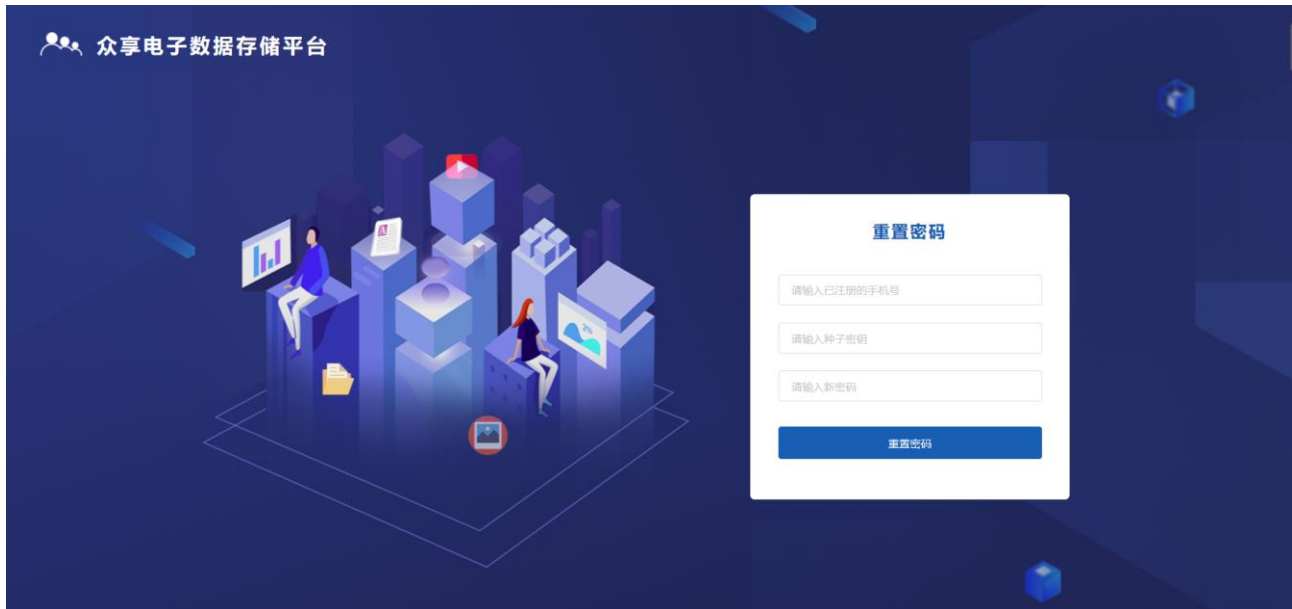 众享电子数据存储平台
重置密码
请输入已注册的手机号
请输入种子密钥
请输入新密码
重置密码
2%